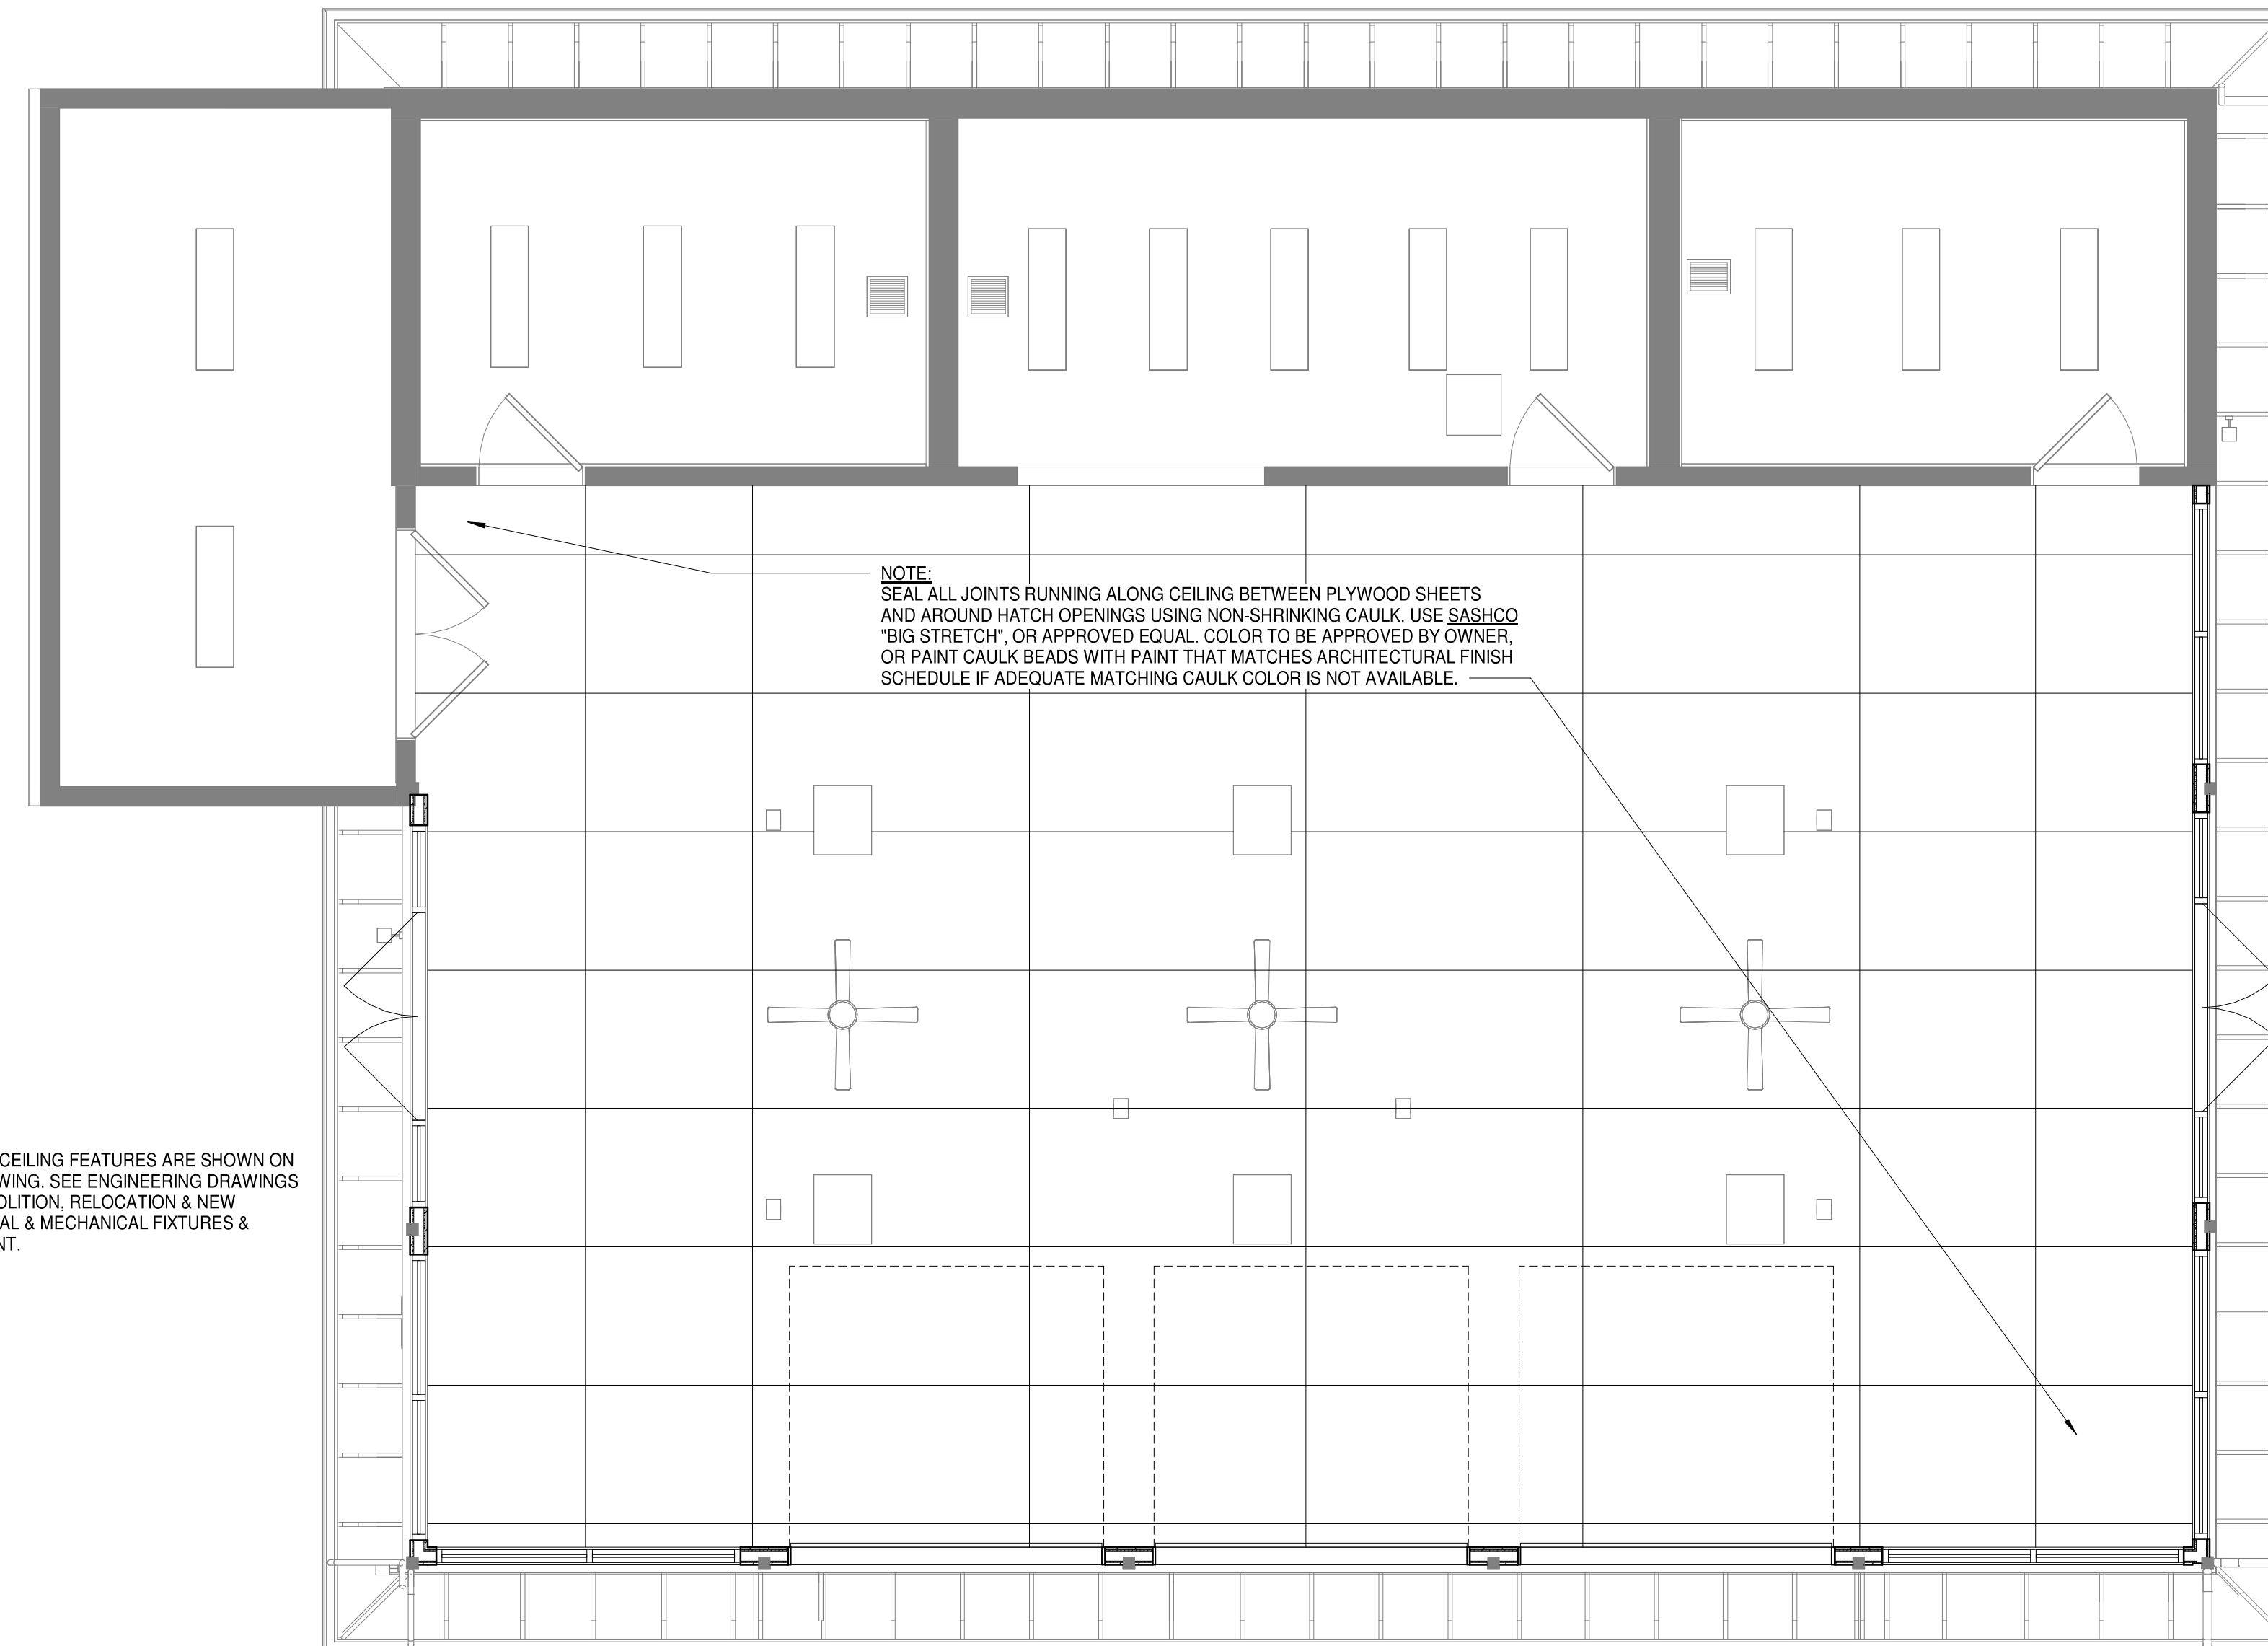 NOTE:
SEAL ALL JOINTS RUNNING ALONG CEILING BETWEEN PLYWOOD SHEETS
AND AROUND HATCH OPENINGS USING NON-SHRINKING CAULK. USE SASHCO
"BIG STRETCH", OR APPROVED EQUAL. COLOR TO BE APPROVED BY OWNER,
OR PAINT CAULK BEADS WITH PAINT THAT MATCHES ARCHITECTURAL FINISH
SCHEDULE IF ADEQUATE MATCHING CAULK COLOR IS NOT AVAILABLE.
CEILING FEATURES ARE SHOWN ON
WING. SEE ENGINEERING DRAWINGS
OLITION, RELOCATION & NEW
AL & MECHANICAL FIXTURES &
NT.